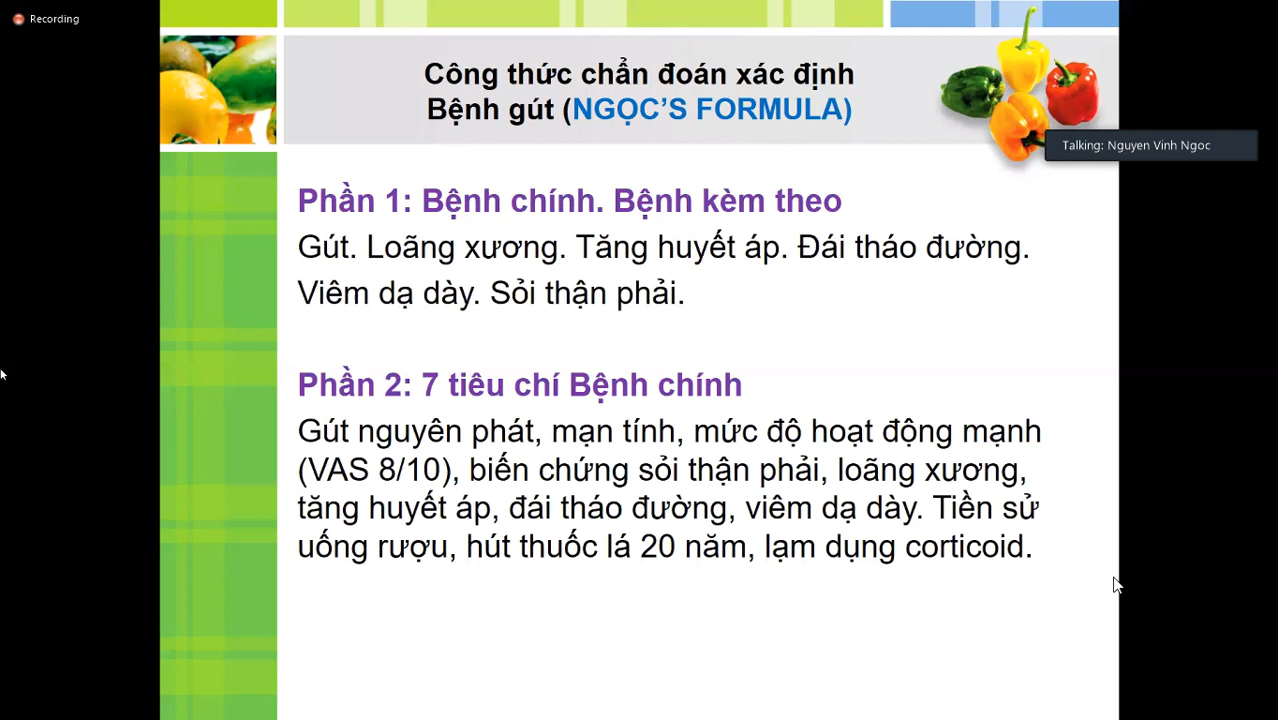 Recording
Công thức chẩn đoán xác định
Bệnh gút (NGỌC’S FORMULA)
Talking: Nguyen Vinh Ngoc
Phần 1: Bệnh chính. Bệnh kèm theo
Gút. Loãng xương. Tăng huyết áp. Đái tháo đường.
Viêm dạ dày. Sỏi thận phải.
Phần 2: 7 tiêu chí Bệnh chính
Gút nguyên phát, mạn tính, mức độ hoạt động mạnh
(VAS 8/10), biến chứng sỏi thận phải, loãng xương,
tăng huyết áp, đái tháo đường, viêm dạ dày. Tiền sử
uống rượu, hút thuốc lá 20 năm, lạm dụng corticoid.